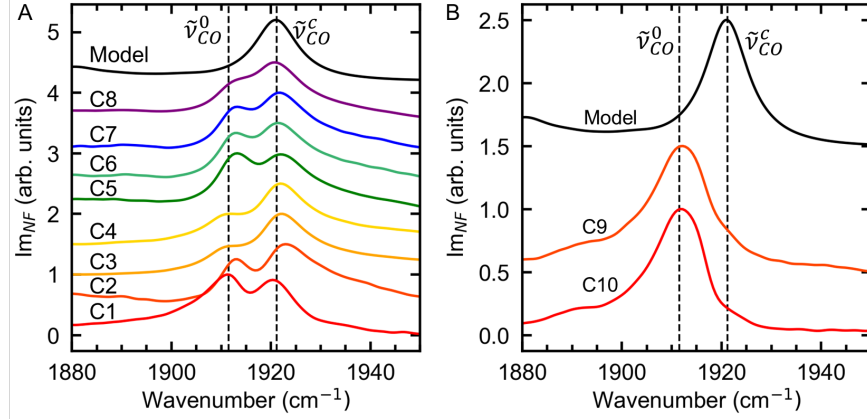 A
ν̃⁰CO
ν̃ᶜCO
Model
C8
C7
C6
C5
C4
C3
C2
C1
5
4
3
2
1
0
ImNF (arb. units)
1880
1900
1920
1940
Wavenumber (cm⁻¹)
B
ν̃⁰CO
ν̃ᶜCO
Model
C9
C10
2.5
2.0
1.5
1.0
0.5
0.0
ImNF (arb. units)
1880
1900
1920
1940
Wavenumber (cm⁻¹)